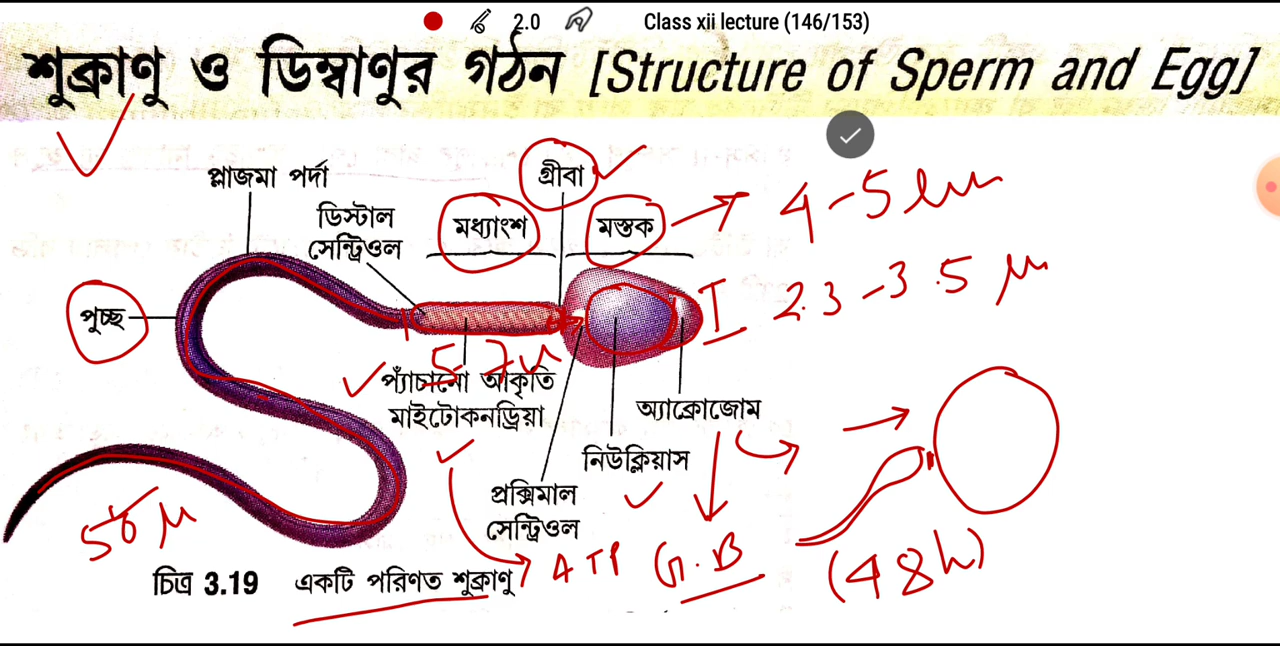 2.0 Class xii lecture (146/153)
শুক্রাণু ও ডিম্বাণুর গঠন [Structure of Sperm and Egg]
গ্রীবা
প্লাজমা পর্দা
ডিস্টাল
সেন্ট্রিওল
মধ্যাংশ
মস্তক
4-5 μm
পুচ্ছ
2.3-3.5 μ
5-7 μ
প্যাঁচানো আকৃতি
মাইটোকনড্রিয়া
অ্যাক্রোজোম
নিউক্লিয়াস
প্রক্সিমাল
সেন্ট্রিওল
ATP
G.B
(48h)
চিত্র 3.19 একটি পরিণত শুক্রাণু